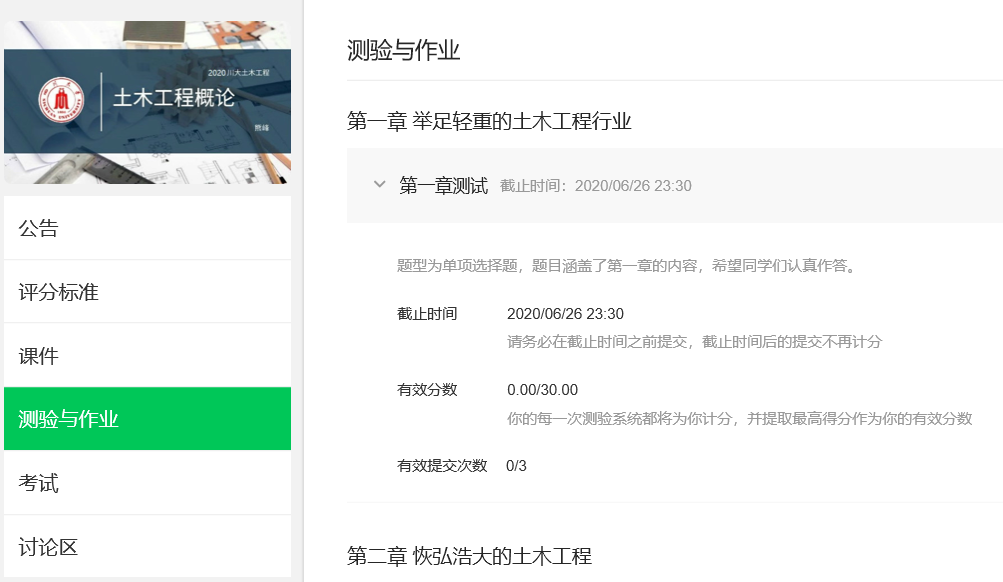 2020川大土木工程
土木工程概论
熊峰
公告
评分标准
课件
测验与作业
考试
讨论区
测验与作业
第一章 举足轻重的土木工程行业
第一章测试 截止时间：2020/06/26 23:30
题型为单项选择题，题目涵盖了第一章的内容，希望同学们认真作答。
截止时间 2020/06/26 23:30
请务必在截止时间之前提交，截止时间后的提交不再计分
有效分数 0.00/30.00
你的每一次测验系统都将为你计分，并提取最高得分作为你的有效分数
有效提交次数 0/3
第二章 恢弘浩大的土木工程